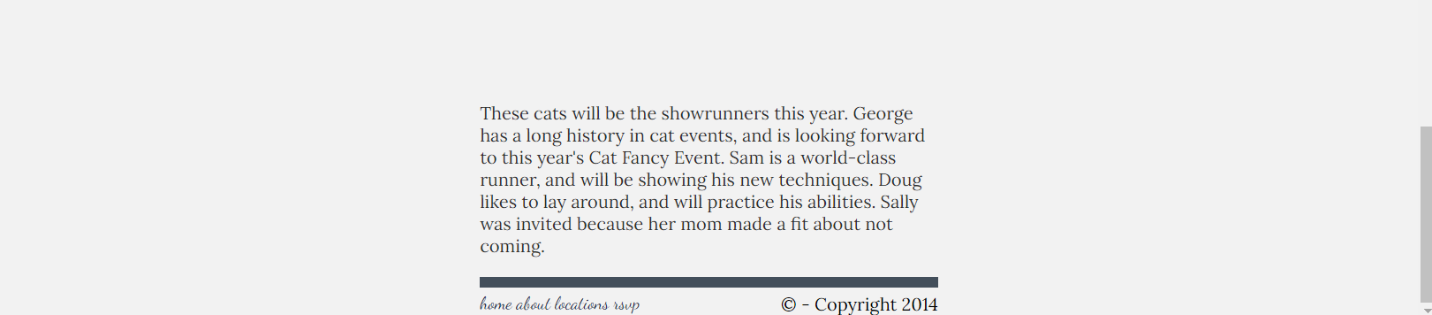 These cats will be the showrunners this year. George
has a long history in cat events, and is looking forward
to this year's Cat Fancy Event. Sam is a world-class
runner, and will be showing his new techniques. Doug
likes to lay around, and will practice his abilities. Sally
was invited because her mom made a fit about not
coming.
home about locations rsvp © - Copyright 2014